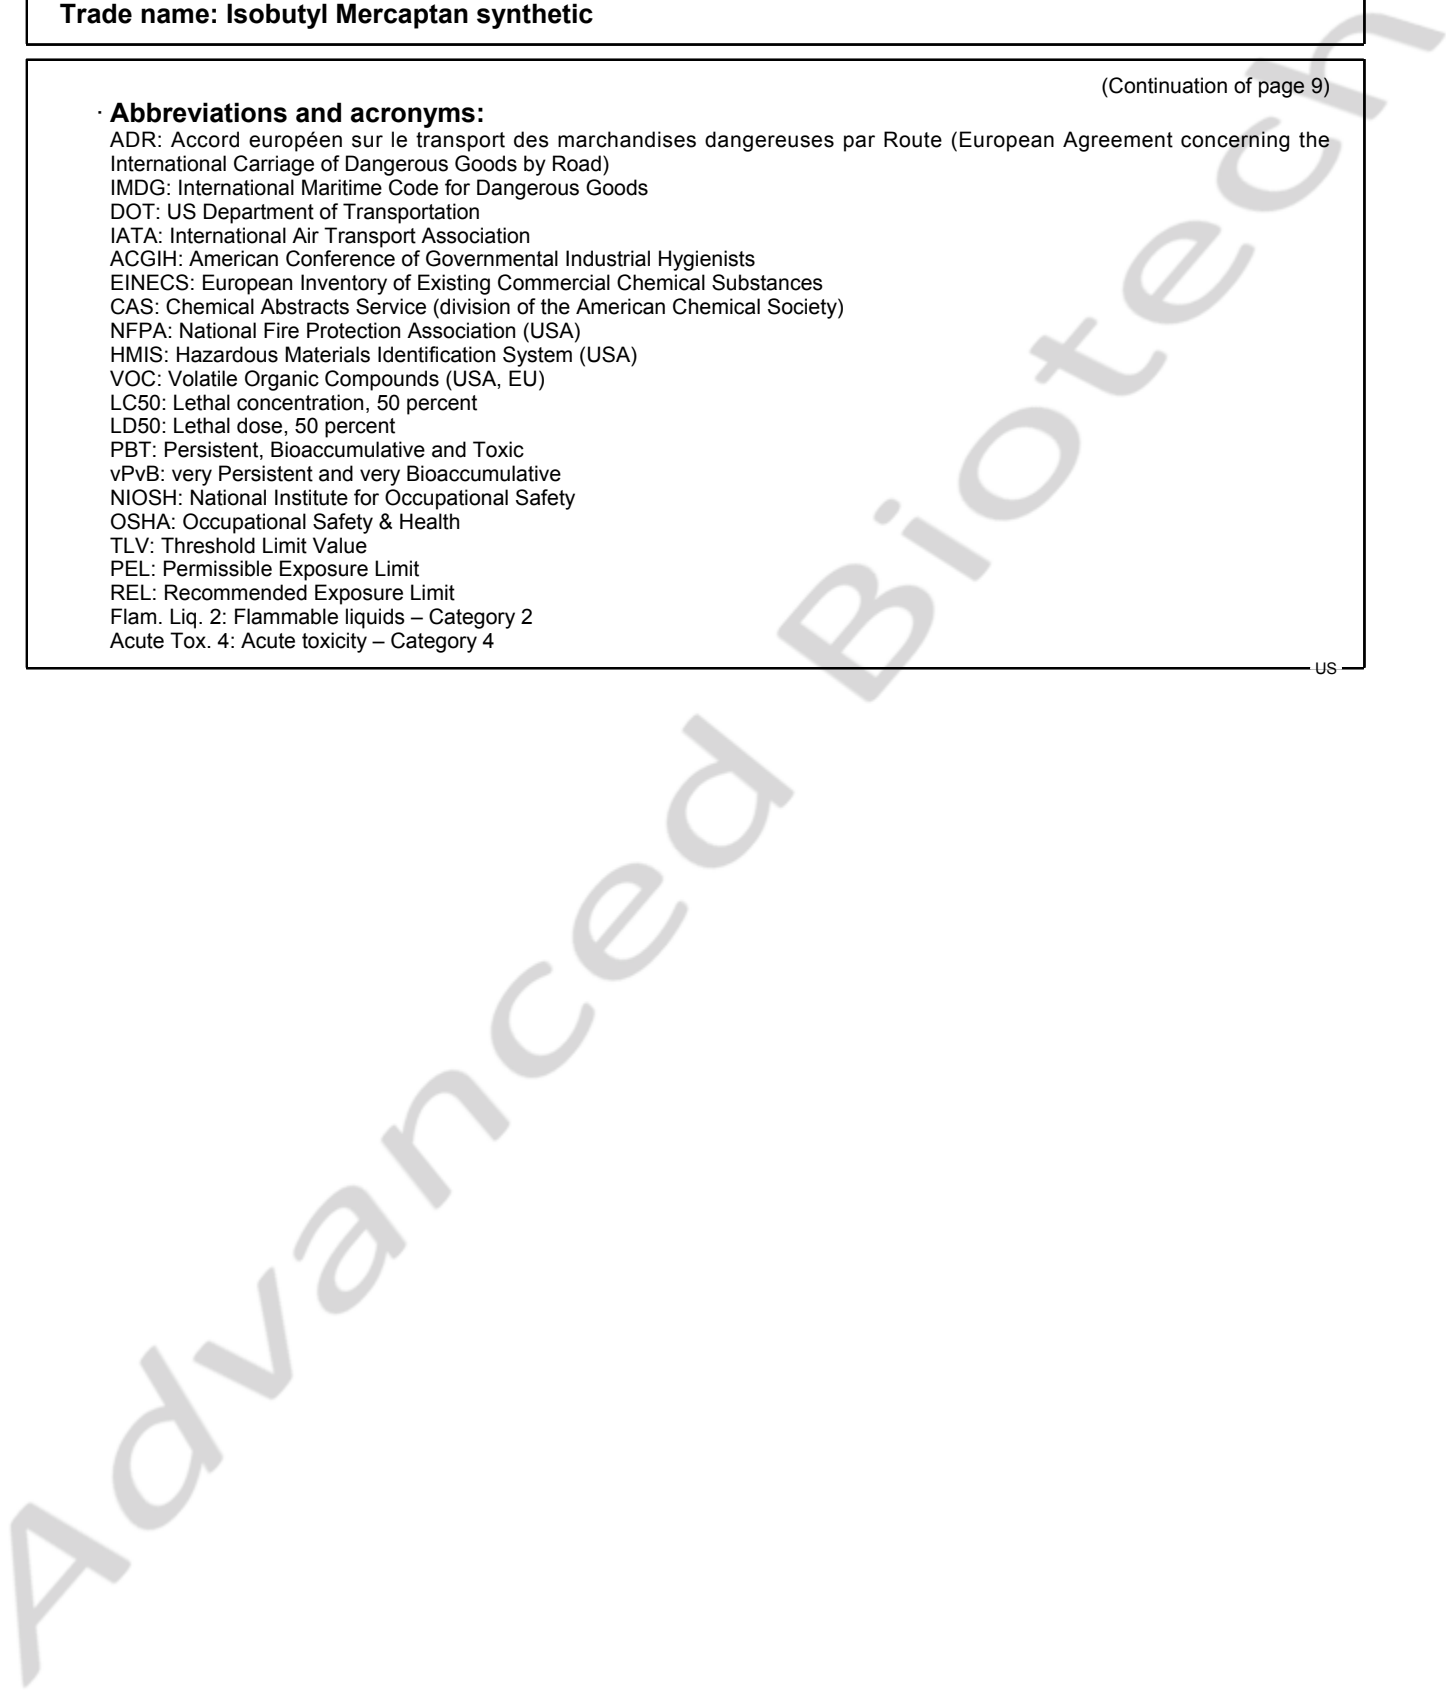 Trade name: Isobutyl Mercaptan synthetic
(Continuation of page 9)
· Abbreviations and acronyms:
ADR: Accord européen sur le transport des marchandises dangereuses par Route (European Agreement concerning the
International Carriage of Dangerous Goods by Road)
IMDG: International Maritime Code for Dangerous Goods
DOT: US Department of Transportation
IATA: International Air Transport Association
ACGIH: American Conference of Governmental Industrial Hygienists
EINECS: European Inventory of Existing Commercial Chemical Substances
CAS: Chemical Abstracts Service (division of the American Chemical Society)
NFPA: National Fire Protection Association (USA)
HMIS: Hazardous Materials Identification System (USA)
VOC: Volatile Organic Compounds (USA, EU)
LC50: Lethal concentration, 50 percent
LD50: Lethal dose, 50 percent
PBT: Persistent, Bioaccumulative and Toxic
vPvB: very Persistent and very Bioaccumulative
NIOSH: National Institute for Occupational Safety
OSHA: Occupational Safety & Health
TLV: Threshold Limit Value
PEL: Permissible Exposure Limit
REL: Recommended Exposure Limit
Flam. Liq. 2: Flammable liquids – Category 2
Acute Tox. 4: Acute toxicity – Category 4
US
Advanced Biotech